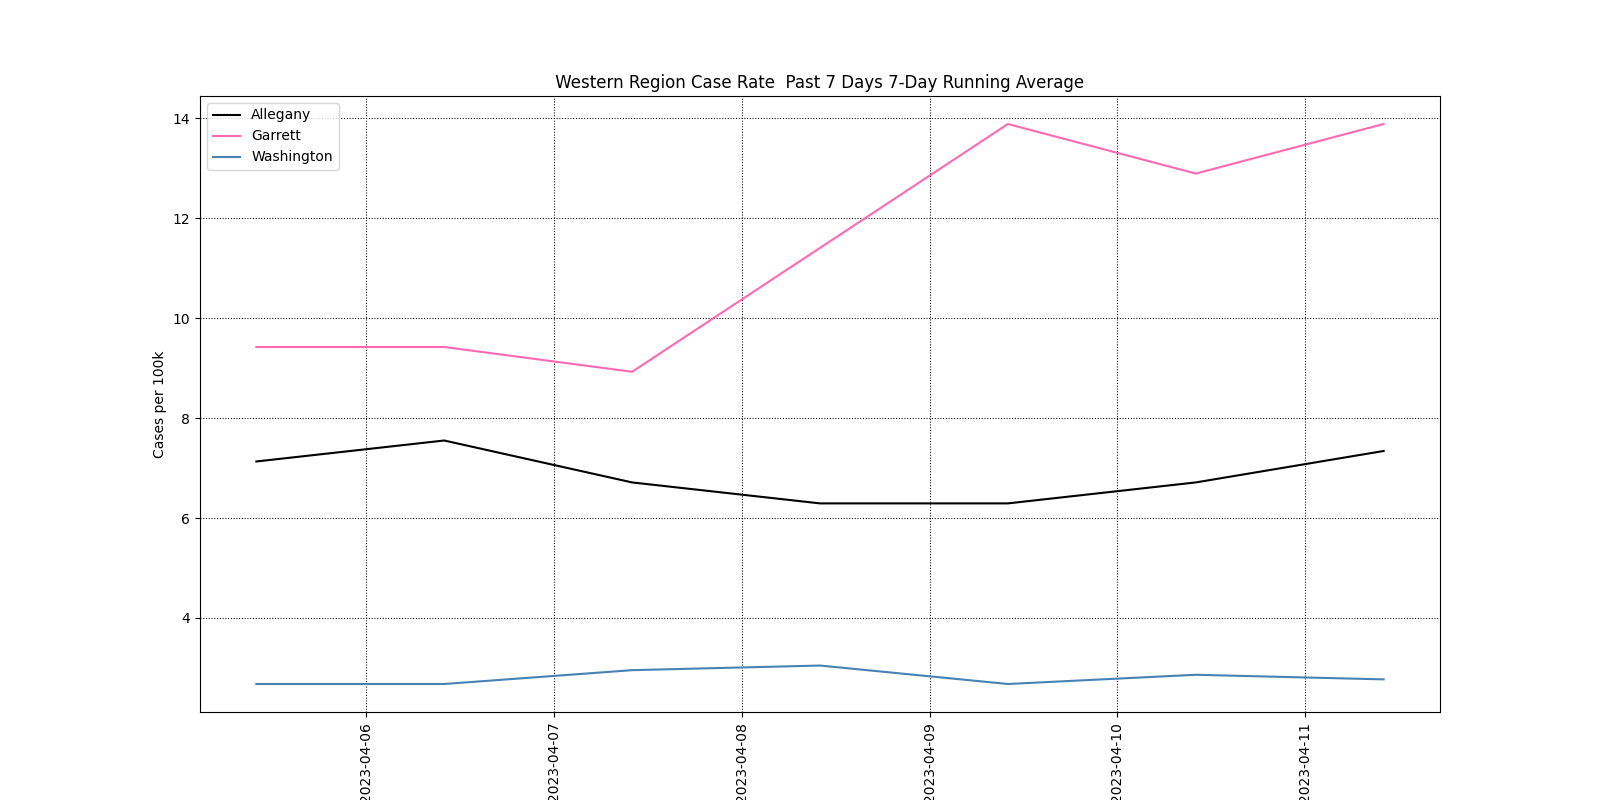 Western Region Case Rate  Past 7 Days 7-Day Running Average
Allegany
Garrett
Washington
Cases per 100k
14
12
10
8
6
4
2023-04-06
2023-04-07
2023-04-08
2023-04-09
2023-04-10
2023-04-11